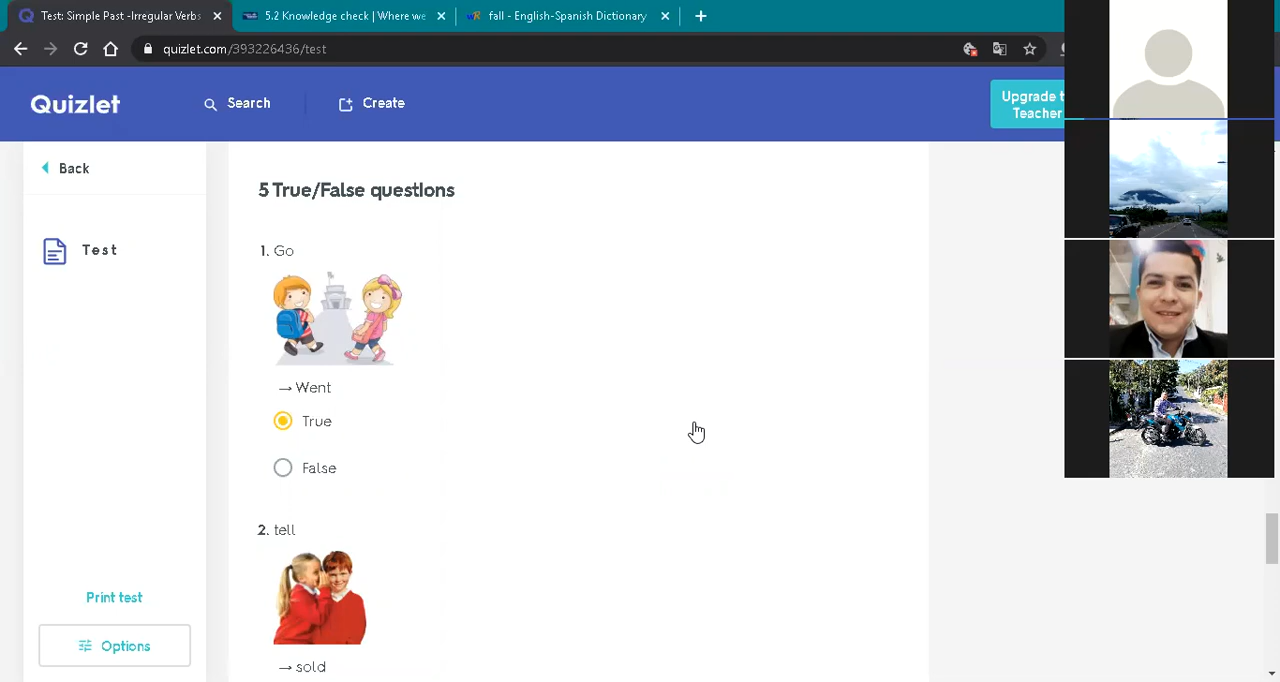 Test: Simple Past -Irregular Verbs
5.2 Knowledge check | Where we
fall - English-Spanish Dictionary
quizlet.com/393226436/test
Quizlet
Search
Create
Upgrade t
Teacher
Back
Test
Print test
Options
5 True/False questions
1. Go
→ Went
True
False
2. tell
→ sold